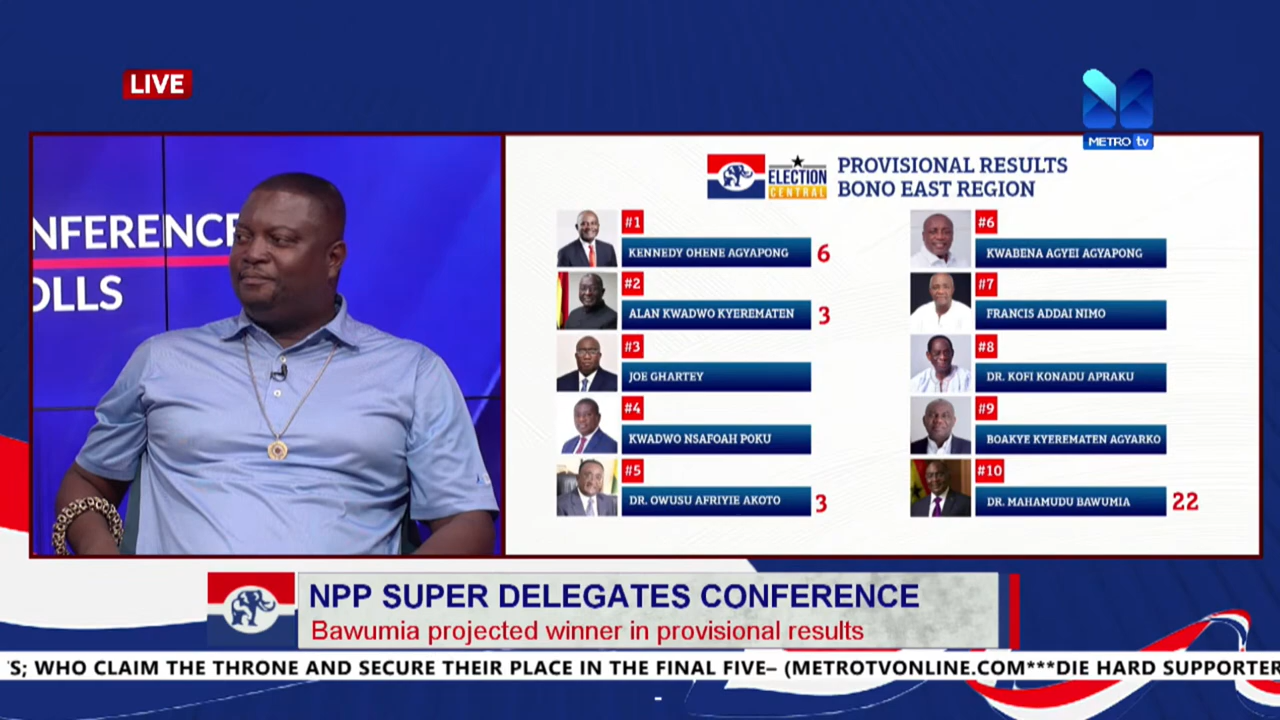 LIVE
METRO tv
NFERENCE
OLLS
ELECTION
CENTRAL
PROVISIONAL RESULTS
BONO EAST REGION
#1
KENNEDY OHENE AGYAPONG 6
#2
ALAN KWADWO KYEREMATEN 3
#3
JOE GHARTEY
#4
KWADWO NSAFOAH POKU
#5
DR. OWUSU AFRIYIE AKOTO 3
#6
KWABENA AGYEI AGYAPONG
#7
FRANCIS ADDAI NIMO
#8
DR. KOFI KONADU APRAKU
#9
BOAKYE KYEREMATEN AGYARKO
#10
DR. MAHAMUDU BAWUMIA 22
NPP SUPER DELEGATES CONFERENCE
Bawumia projected winner in provisional results
'S; WHO CLAIM THE THRONE AND SECURE THEIR PLACE IN THE FINAL FIVE– (METROTVONLINE.COM***DIE HARD SUPPORTER
-